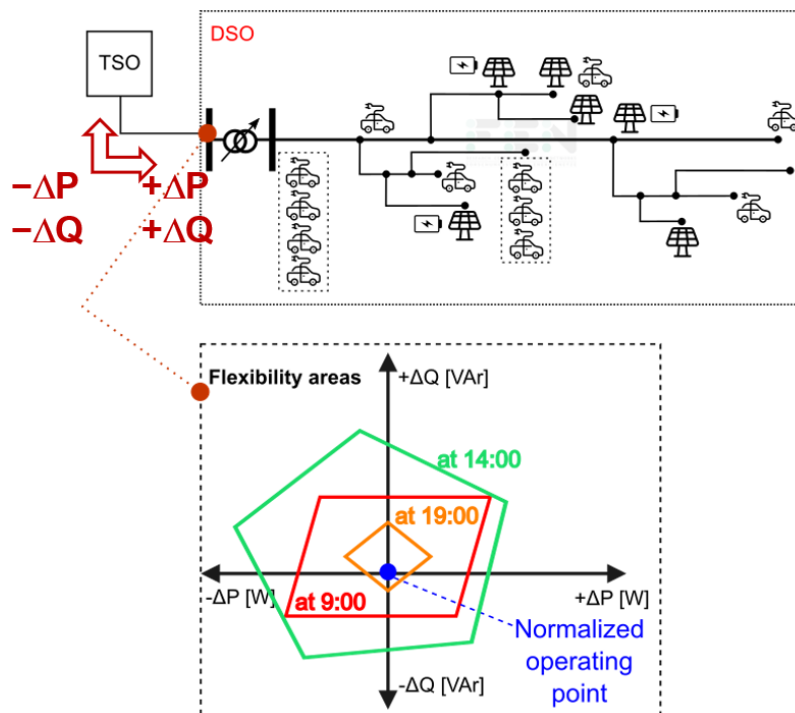 TSO
DSO
−ΔP
+ΔP
−ΔQ
+ΔQ
Flexibility areas
+ΔQ [VAr]
at 14:00
at 19:00
at 9:00
-ΔP [W]
+ΔP [W]
Normalized
operating
point
-ΔQ [VAr]